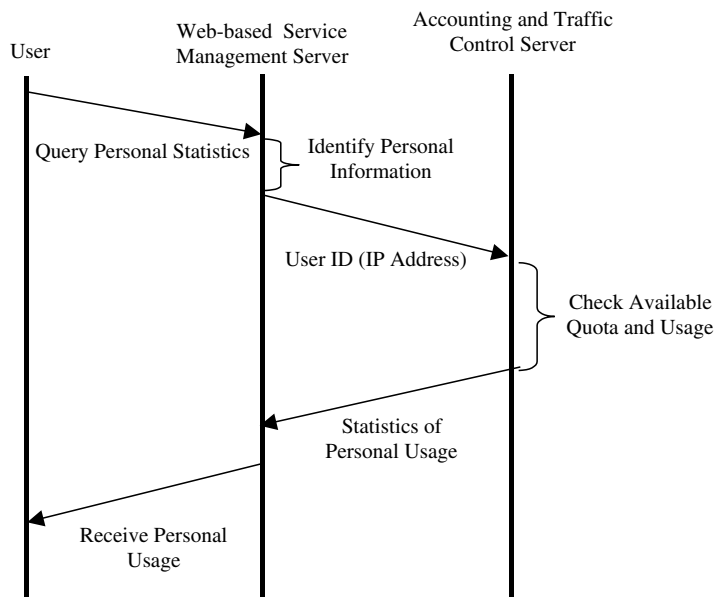 User
Web-based Service
Management Server
Accounting and Traffic
Control Server
Query Personal Statistics
Identify Personal
Information
User ID (IP Address)
Check Available
Quota and Usage
Statistics of
Personal Usage
Receive Personal
Usage